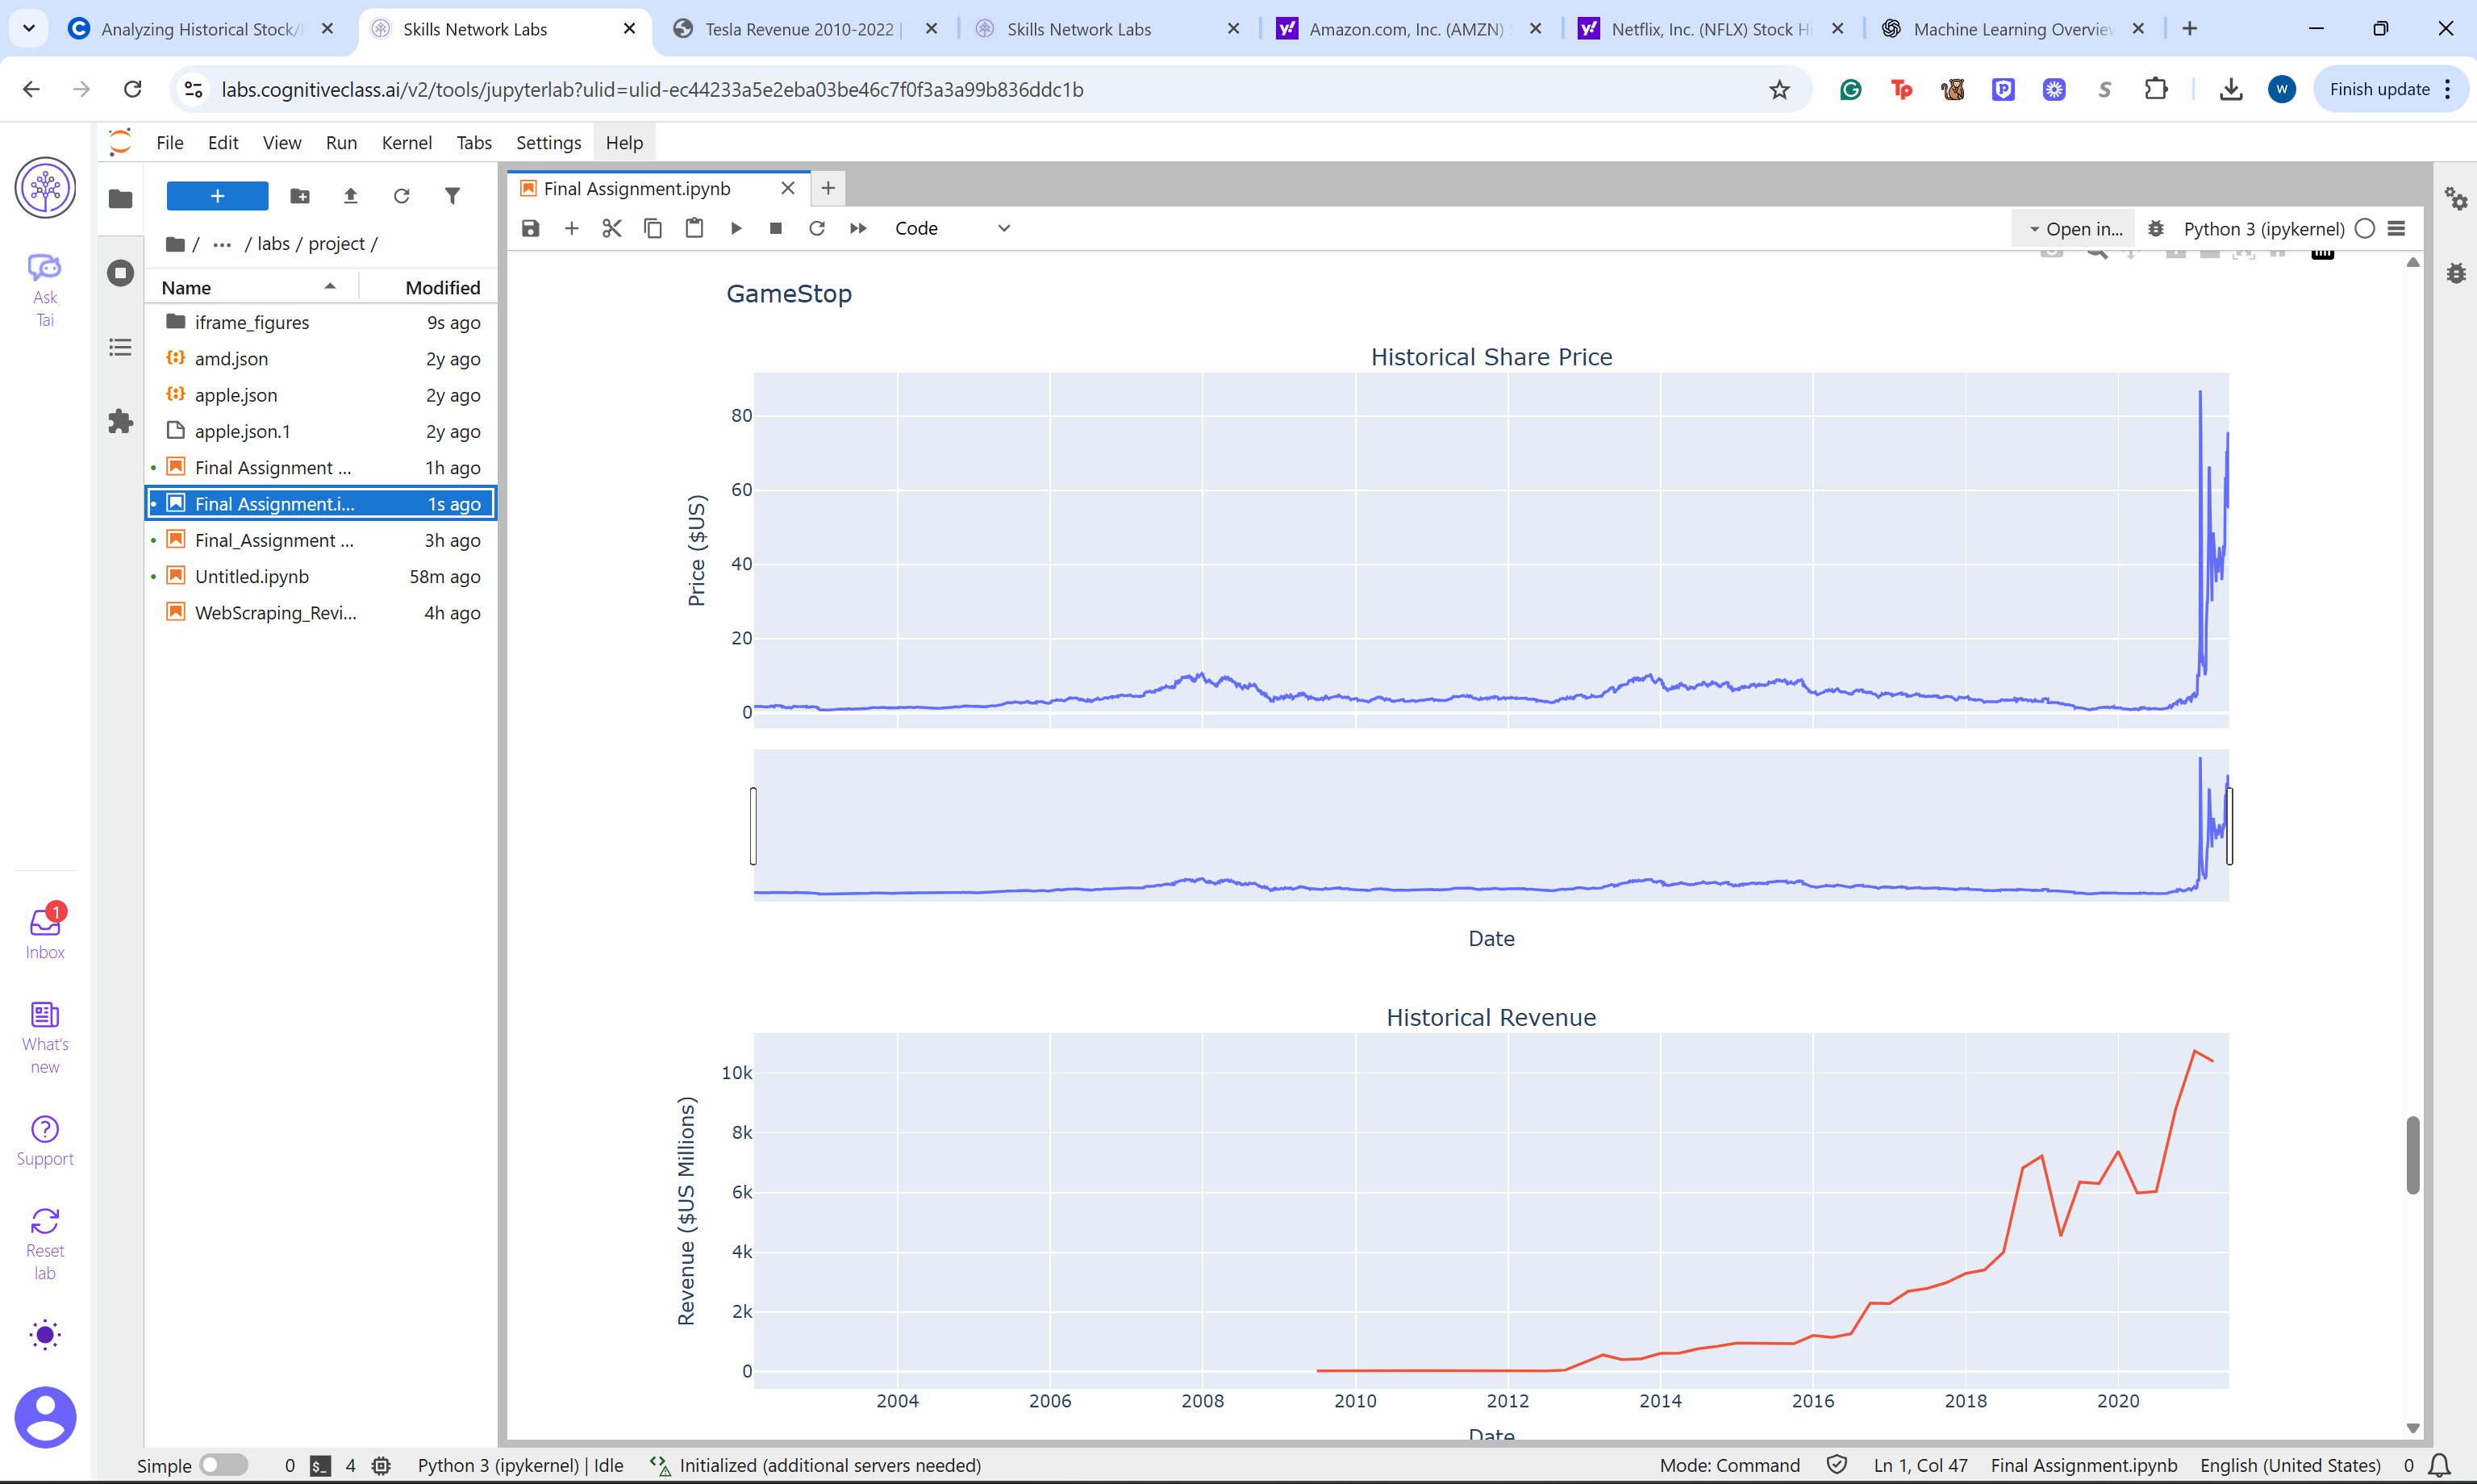 Analyzing Historical Stock/
Skills Network Labs
Tesla Revenue 2010-2022 |
Skills Network Labs
Amazon.com, Inc. (AMZN)
Netflix, Inc. (NFLX) Stock Hi
Machine Learning Overview
labs.cognitiveclass.ai/v2/tools/jupyterlab?ulid=ulid-ec44233a5e2eba03be46c7f0f3a3a99b836ddc1b
W
Finish update
File Edit View Run Kernel Tabs Settings Help
Ask
Tai
Inbox
1
What's
new
Support
Reset
lab
/ ··· / labs / project /
Name Modified
iframe_figures 9s ago
amd.json 2y ago
apple.json 2y ago
apple.json.1 2y ago
Final Assignment ... 1h ago
Final Assignment.i... 1s ago
Final_Assignment ... 3h ago
Untitled.ipynb 58m ago
WebScraping_Revi... 4h ago
Final Assignment.ipynb
Code
Open in...
Python 3 (ipykernel)
GameStop
Historical Share Price
Price ($US)
80
60
40
20
0
Date
Historical Revenue
Revenue ($US Millions)
10k
8k
6k
4k
2k
0
2004 2006 2008 2010 2012 2014 2016 2018 2020
Date
Simple 0 $_ 4 Python 3 (ipykernel) | Idle Initialized (additional servers needed) Mode: Command Ln 1, Col 47 Final Assignment.ipynb English (United States) 0